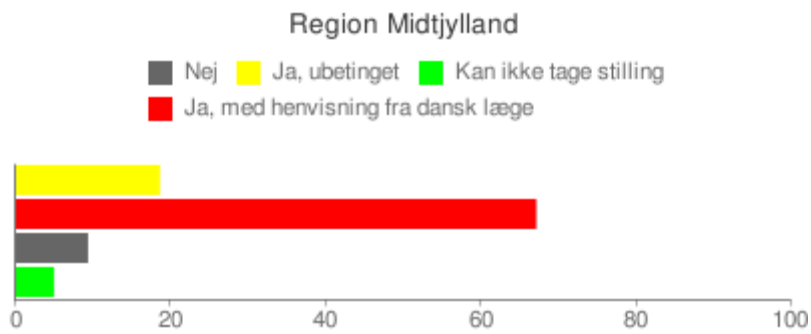 Region Midtjylland
Nej Ja, ubetinget Kan ikke tage stilling
Ja, med henvisning fra dansk læge
0 20 40 60 80 100